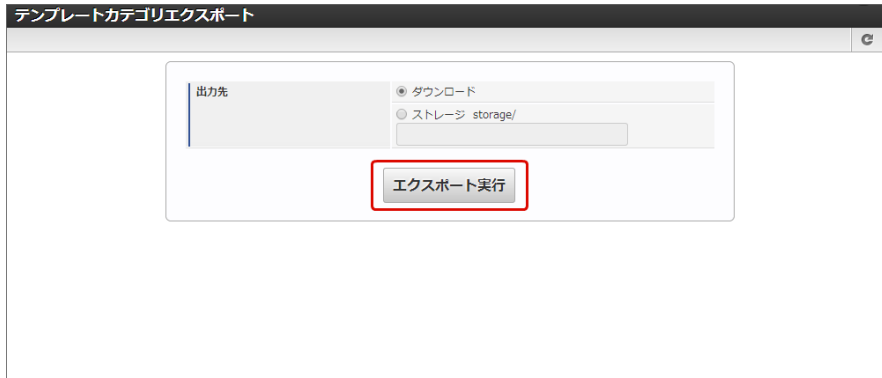 テンプレートカテゴリエクスポート
出力先
ダウンロード
ストレージ storage/
エクスポート実行